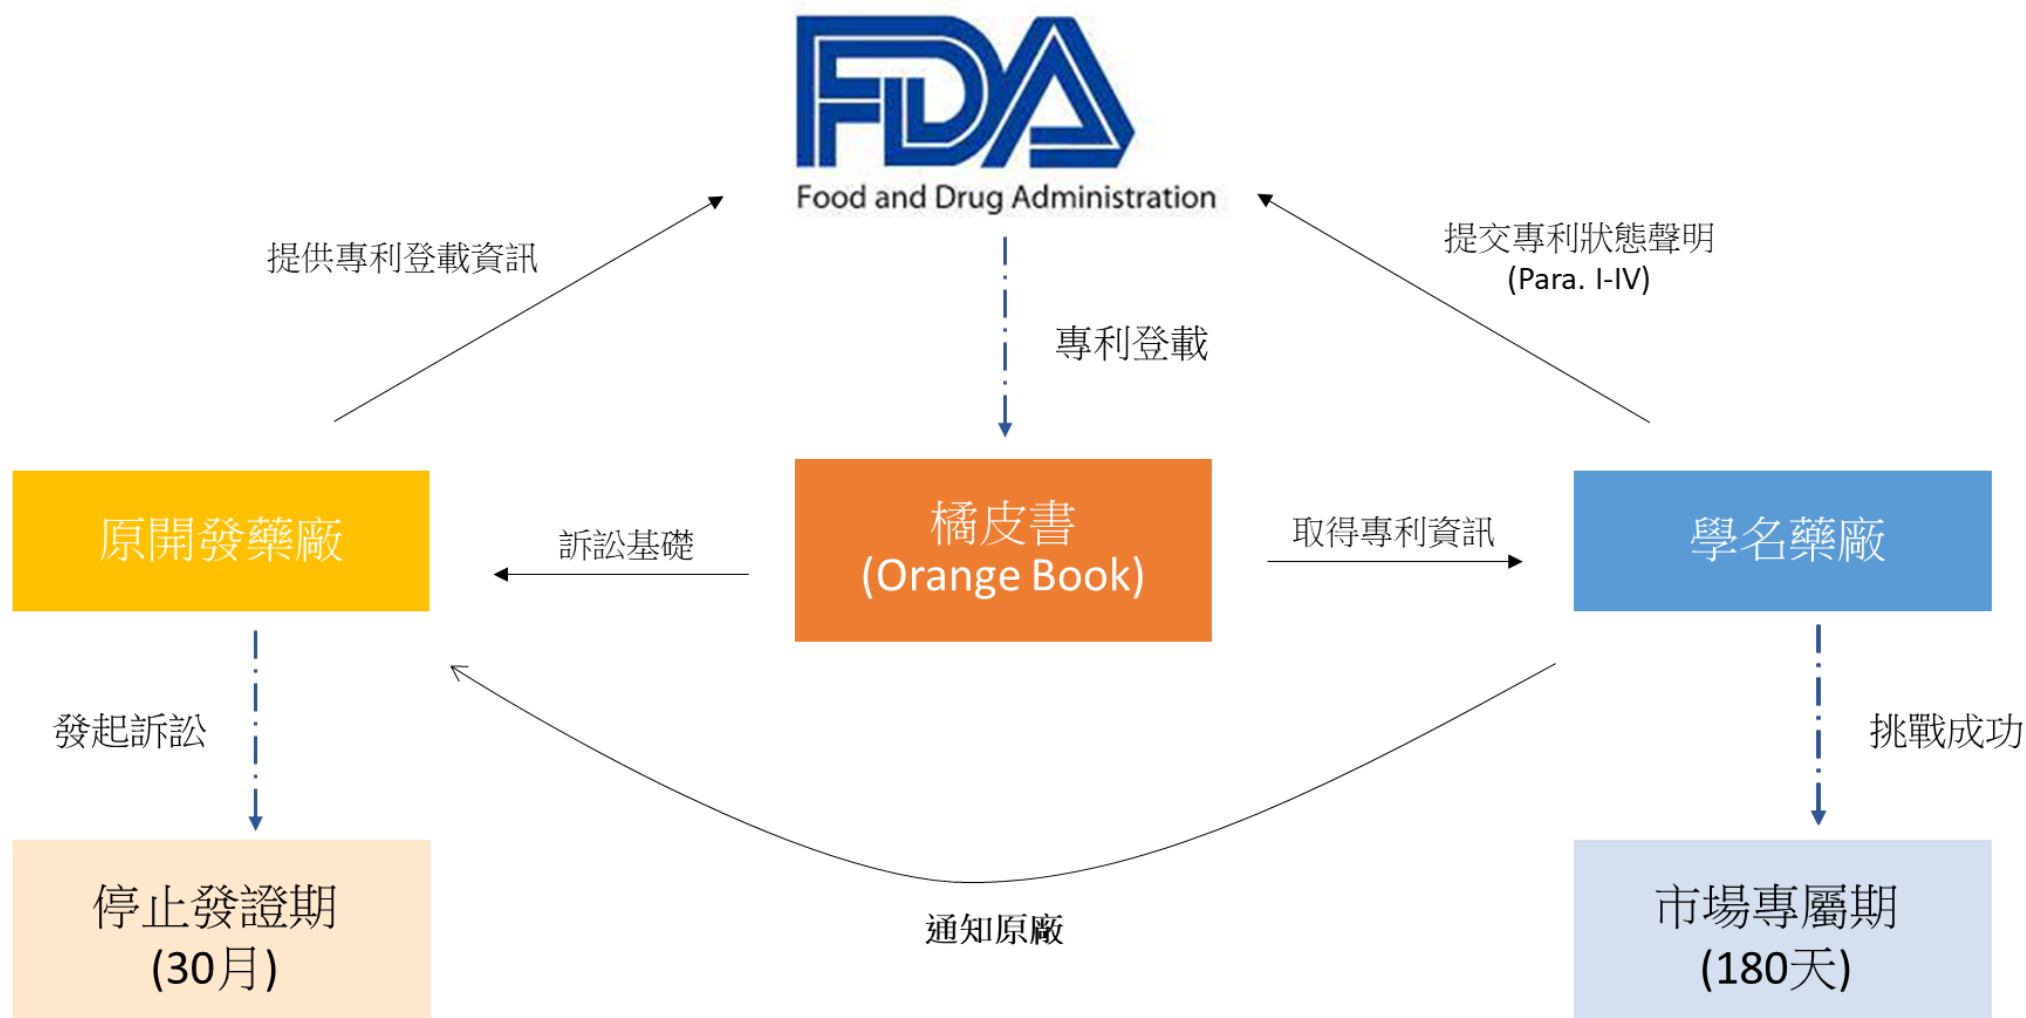 FDA
Food and Drug Administration
提供專利登載資訊
提交專利狀態聲明
(Para. I-IV)
專利登載
原開發藥廠
訴訟基礎
橘皮書
(Orange Book)
取得專利資訊
學名藥廠
發起訴訟
挑戰成功
停止發證期
(30月)
通知原廠
市場專屬期
(180天)